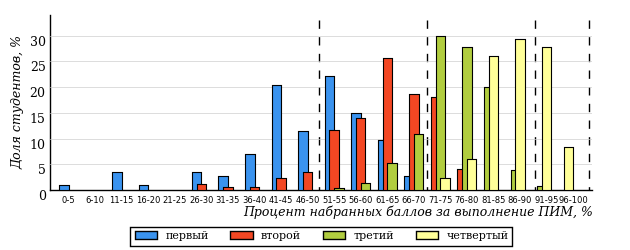 Доля студентов, %
30
25
20
15
10
5
0
0-5 6-10 11-15 16-20 21-25 26-30 31-35 36-40 41-45 46-50 51-55 56-60 61-65 66-70 71-75 76-80 81-85 86-90 91-95 96-100
Процент набранных баллов за выполнение ПИМ, %
первый второй третий четвертый